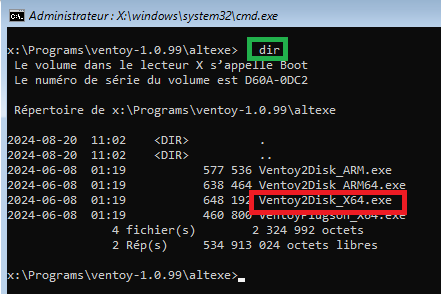 Administrateur : X:\windows\system32\cmd.exe
x:\Programs\ventoy-1.0.99\altexe> dir
Le volume dans le lecteur X s'appelle Boot
Le numéro de série du volume est D60A-0DC2
Répertoire de x:\Programs\ventoy-1.0.99\altexe
2024-08-20 11:02 <DIR> .
2024-08-20 11:02 <DIR> ..
2024-06-08 01:19 577 536 Ventoy2Disk_ARM.exe
2024-06-08 01:19 638 464 Ventoy2Disk_ARM64.exe
2024-06-08 01:19 648 192 Ventoy2Disk_X64.exe
2024-06-08 01:19 460 800 VentoyPlugson_X64.exe
4 fichier(s) 2 324 992 octets
2 Rép(s) 534 913 024 octets libres
x:\Programs\ventoy-1.0.99\altexe>